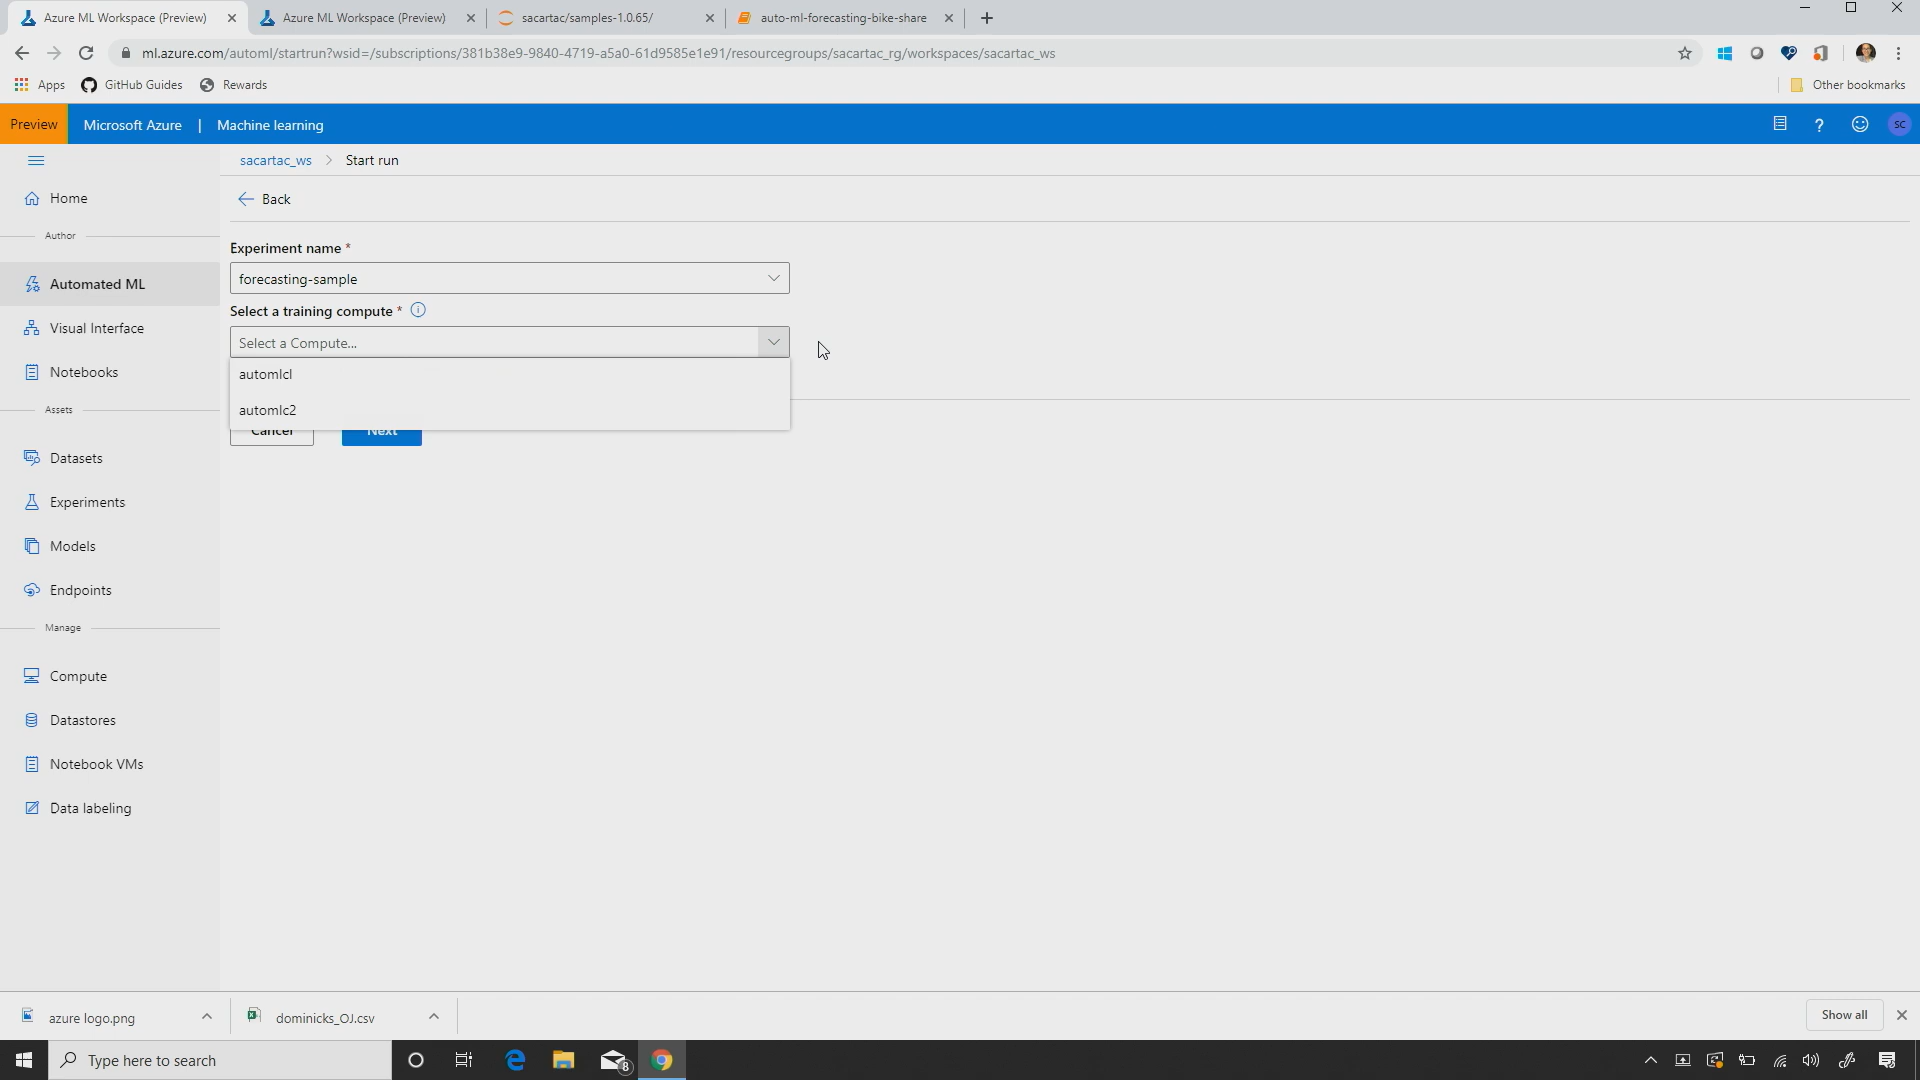 Azure ML Workspace (Preview)
Azure ML Workspace (Preview)
sacartac/samples-1.0.65/
auto-ml-forecasting-bike-share
ml.azure.com/automl/startrun?wsid=/subscriptions/381b38e9-9840-4719-a5a0-61d9585e1e91/resourcegroups/sacartac_rg/workspaces/sacartac_ws
Apps
GitHub Guides
Rewards
Other bookmarks
Preview
Microsoft Azure | Machine learning
SC
sacartac_ws > Start run
Home
Back
Author
Experiment name *
Automated ML
forecasting-sample
Select a training compute *
Visual Interface
Select a Compute...
Notebooks
automlcl
Assets
automlc2
Cancel
Next
Datasets
Experiments
Models
Endpoints
Manage
Compute
Datastores
Notebook VMs
Data labeling
azure logo.png
dominicks_OJ.csv
Show all
Type here to search
8